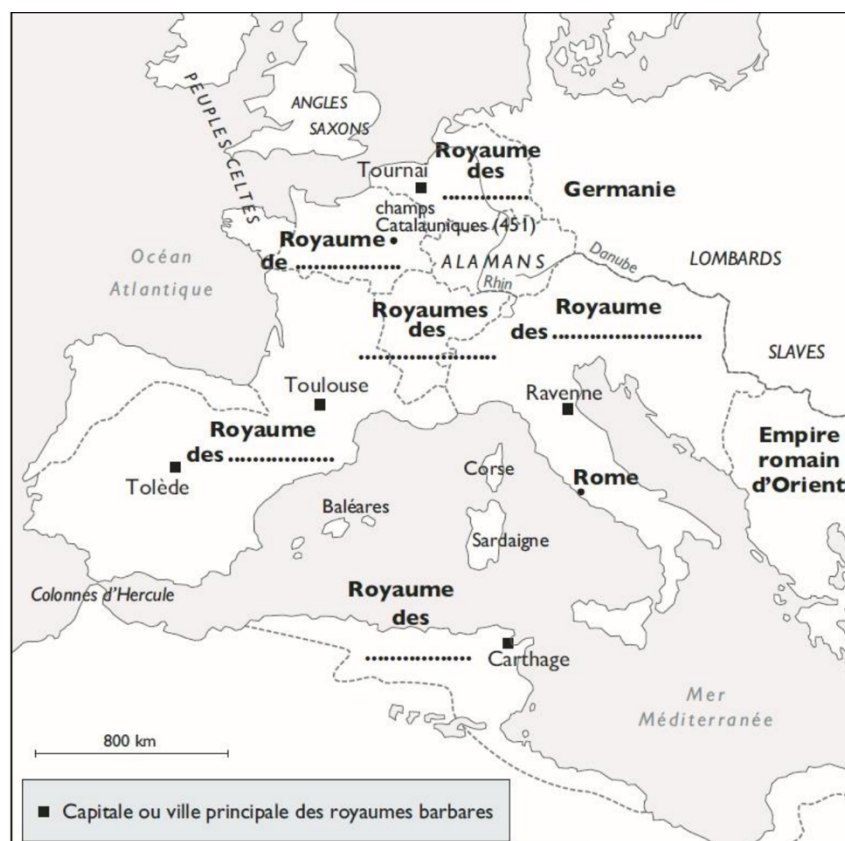 PEUPLES CELTES
ANGLES
SAXONS
Tournai
Royaume
des
................
Germanie
champs
Catalauniques (451)
Royaume
de ...................
ALAMANS
Rhin
Danube
LOMBARDS
Océan
Atlantique
Royaumes
des
.........................
Royaume
des ...........................
SLAVES
Toulouse
Ravenne
Royaume
des ...................
Tolède
Empire
romain
d'Orient
Corse
Rome
Baléares
Sardaigne
Colonnes d'Hercule
Royaume
des
...................
Carthage
Mer
Méditerranée
800 km
Capitale ou ville principale des royaumes barbares